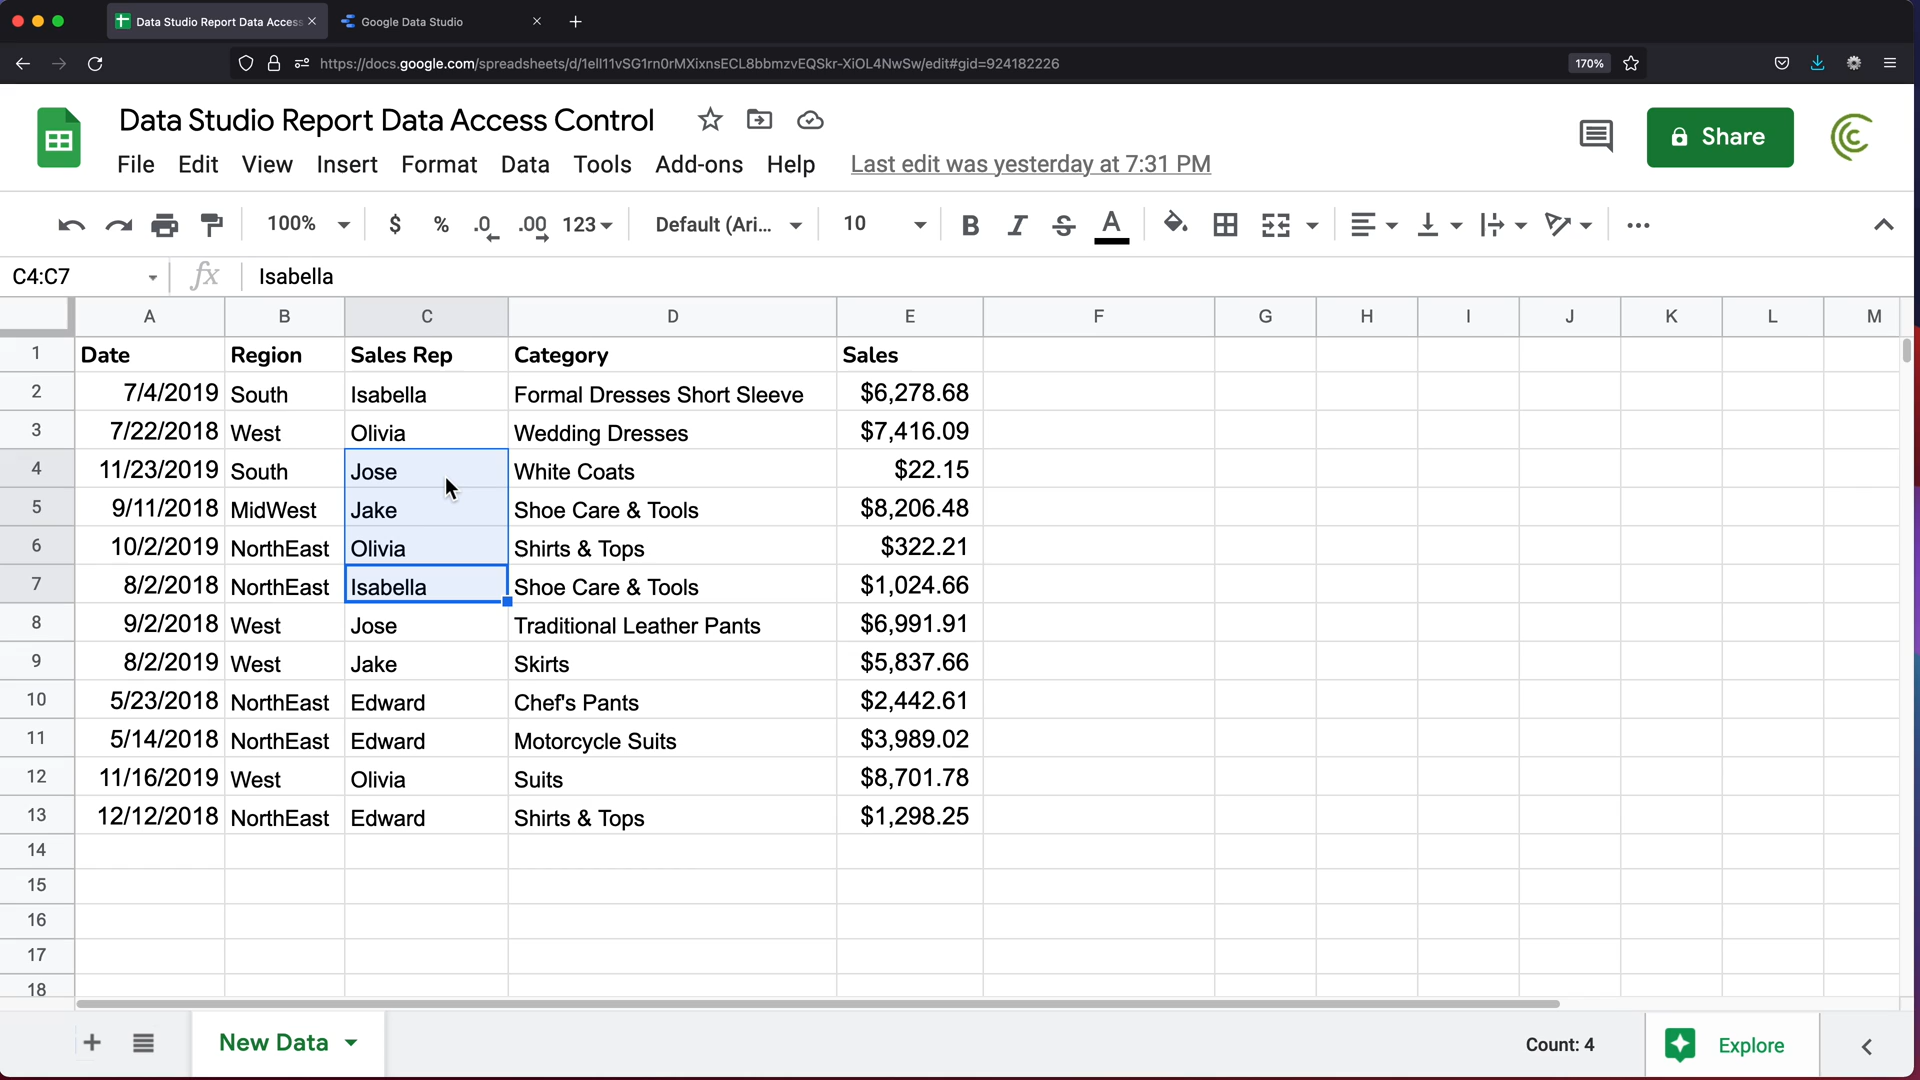 Data Studio Report Data Access
Google Data Studio
https://docs.google.com/spreadsheets/d/1ell11vSG1rn0rMXixnsECL8bbmzvEQSkr-XiOL4NwSw/edit#gid=924182226
170%
Data Studio Report Data Access Control
Share
File Edit View Insert Format Data Tools Add-ons Help Last edit was yesterday at 7:31 PM
100% $ % .0 .00 123 Default (Ari... 10 B I S A
C4:C7 fx Isabella
A B C D E F G H I J K L M
1 Date Region Sales Rep Category Sales
2 7/4/2019 South Isabella Formal Dresses Short Sleeve $6,278.68
3 7/22/2018 West Olivia Wedding Dresses $7,416.09
4 11/23/2019 South Jose White Coats $22.15
5 9/11/2018 MidWest Jake Shoe Care & Tools $8,206.48
6 10/2/2019 NorthEast Olivia Shirts & Tops $322.21
7 8/2/2018 NorthEast Isabella Shoe Care & Tools $1,024.66
8 9/2/2018 West Jose Traditional Leather Pants $6,991.91
9 8/2/2019 West Jake Skirts $5,837.66
10 5/23/2018 NorthEast Edward Chef's Pants $2,442.61
11 5/14/2018 NorthEast Edward Motorcycle Suits $3,989.02
12 11/16/2019 West Olivia Suits $8,701.78
13 12/12/2018 NorthEast Edward Shirts & Tops $1,298.25
14
15
16
17
18
New Data Count: 4 Explore